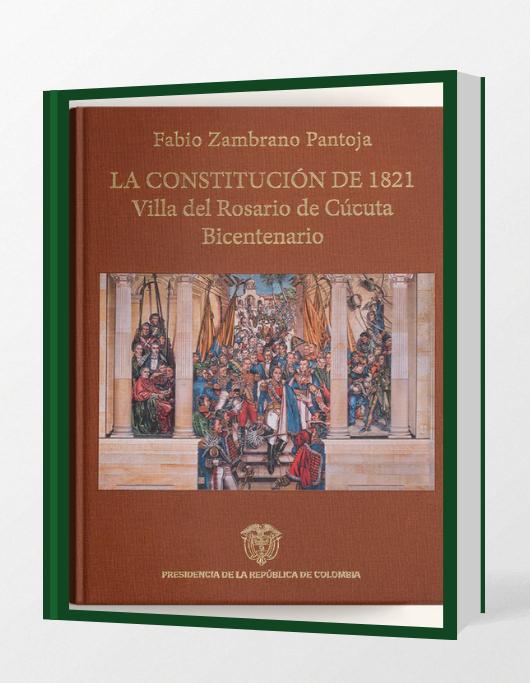 Fabio Zambrano Pantoja
LA CONSTITUCIÓN DE 1821
Villa del Rosario de Cúcuta
Bicentenario
PRESIDENCIA DE LA REPÚBLICA DE COLOMBIA